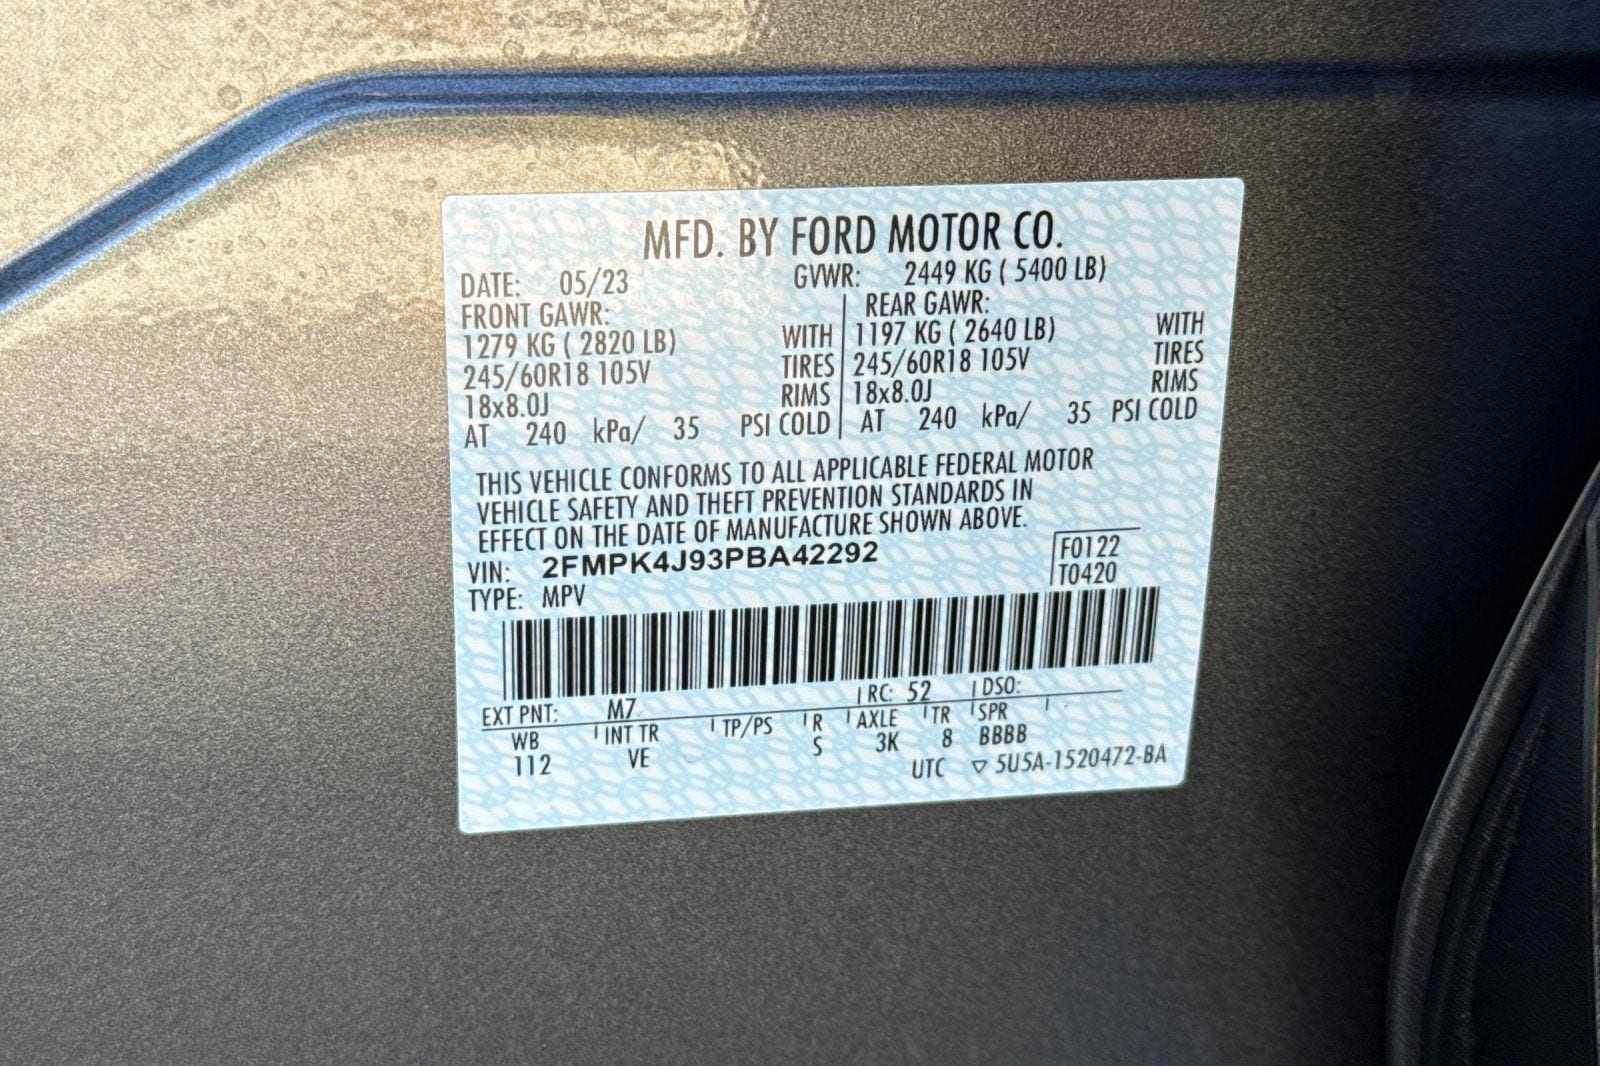 MFD. BY FORD MOTOR CO.
DATE: 05/23 GVWR: 2449 KG ( 5400 LB)
FRONT GAWR: REAR GAWR:
1279 KG ( 2820 LB) WITH 1197 KG ( 2640 LB) WITH
245/60R18 105V TIRES 245/60R18 105V TIRES
18x8.0J RIMS 18x8.0J RIMS
AT 240 kPa/ 35 PSI COLD AT 240 kPa/ 35 PSI COLD
THIS VEHICLE CONFORMS TO ALL APPLICABLE FEDERAL MOTOR
VEHICLE SAFETY AND THEFT PREVENTION STANDARDS IN
EFFECT ON THE DATE OF MANUFACTURE SHOWN ABOVE.
VIN: 2FMPK4J93PBA42292 F0122
TYPE: MPV T0420
EXT PNT: M7 RC: 52 DSO:
WB INT TR TP/PS R AXLE TR SPR
112 VE S 3K 8 BBBB
UTC ▽ 5U5A-1520472-BA